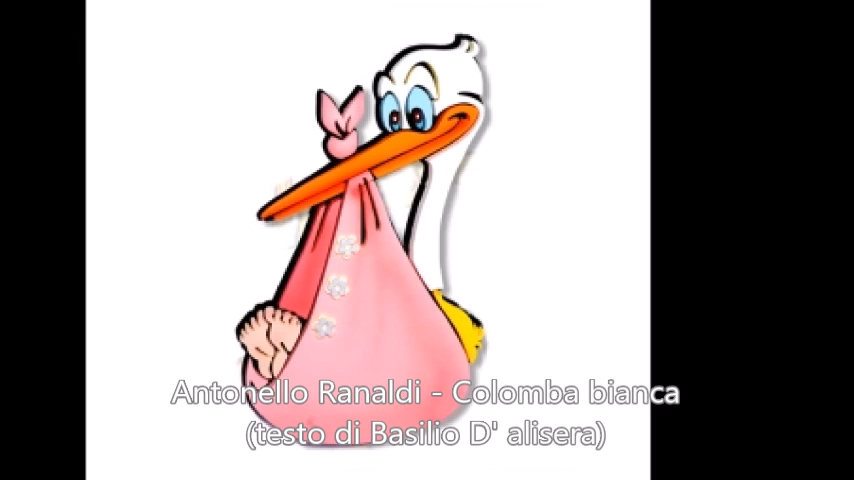 Antonello Ranaldi - Colomba bianca
(testo di Basilio D' alisera)